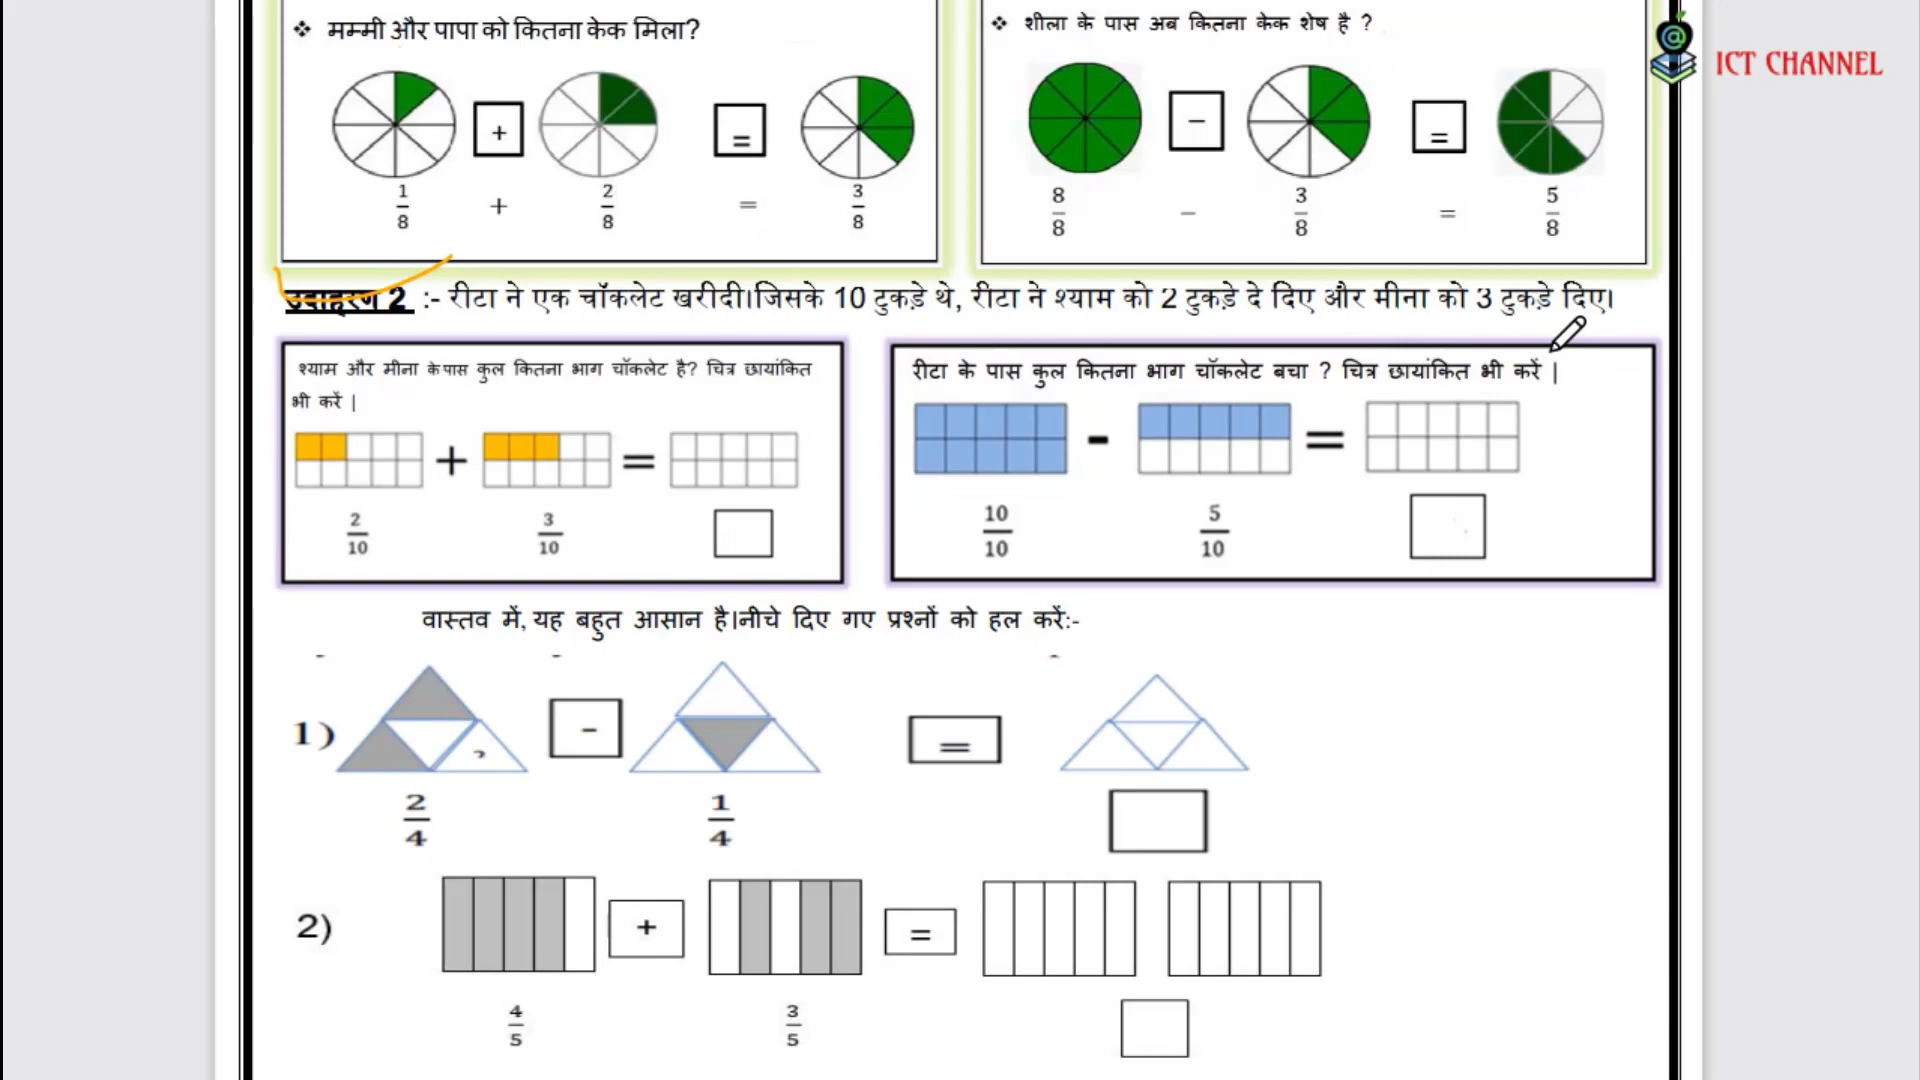 ❖ मम्मी और पापा को कितना केक मिला?
1/8 + 2/8 = 3/8
❖ शीला के पास अब कितना केक शेष है ?
8/8 − 3/8 = 5/8
ICT CHANNEL
उदाहरण 2 :- रीटा ने एक चॉकलेट खरीदी।जिसके 10 टुकड़े थे, रीटा ने श्याम को 2 टुकड़े दे दिए और मीना को 3 टुकड़े दिए।
श्याम और मीना के पास कुल कितना भाग चॉकलेट है? चित्र छायांकित
भी करें |
+ =
2/10 3/10
रीटा के पास कुल कितना भाग चॉकलेट बचा ? चित्र छायांकित भी करें |
- =
10/10 5/10
वास्तव में, यह बहुत आसान है।नीचे दिए गए प्रश्नों को हल करें:-
1) - =
2/4 1/4
2) + =
4/5 3/5